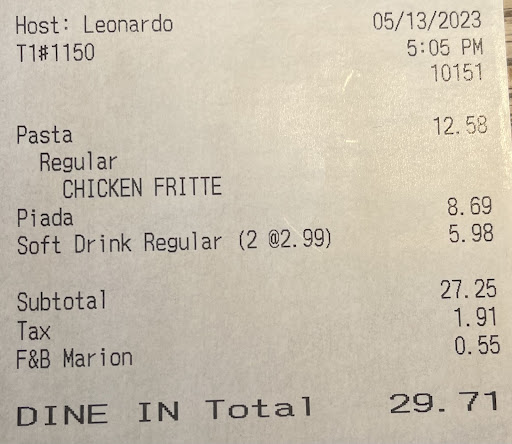 Host: Leonardo 05/13/2023
T1#1150 5:05 PM
10151
Pasta 12.58
Regular
CHICKEN FRITTE
Piada 8.69
Soft Drink Regular (2 @2.99) 5.98
Subtotal 27.25
Tax 1.91
F&B Marion 0.55
DINE IN Total 29.71